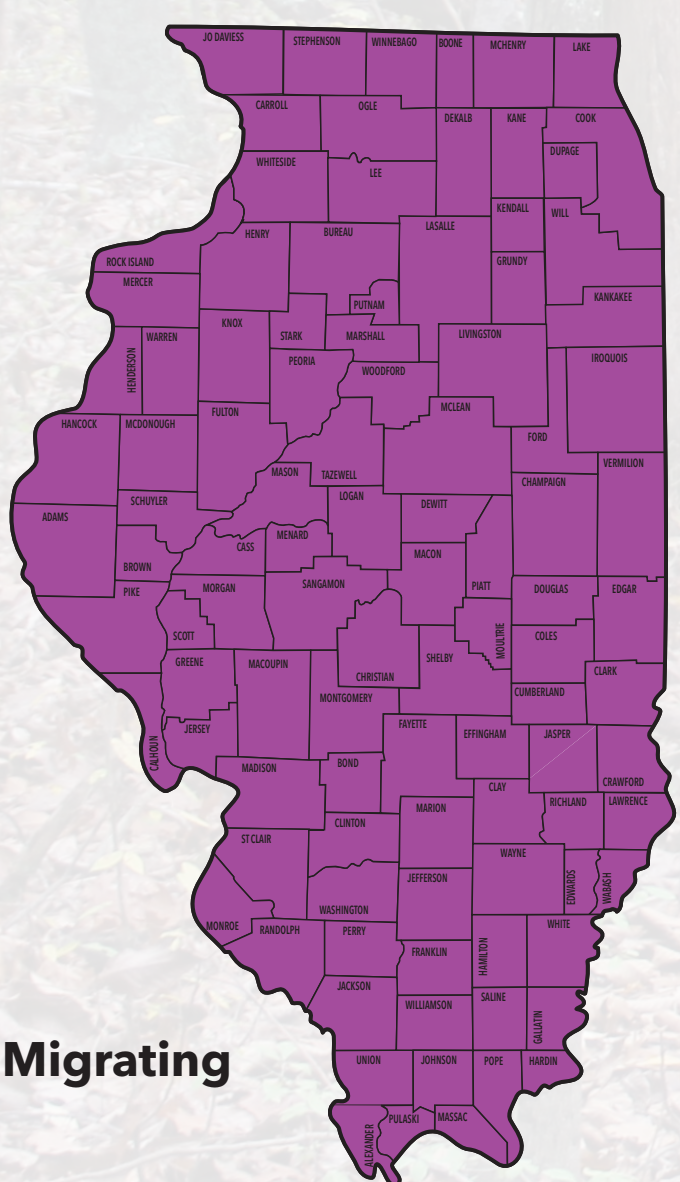 JO DAVIESS
STEPHENSON
WINNEBAGO
BOONE
MCHENRY
LAKE
CARROLL
OGLE
DEKALB
KANE
COOK
DUPAGE
WHITESIDE
LEE
KENDALL
WILL
HENRY
BUREAU
LASALLE
ROCK ISLAND
GRUNDY
MERCER
PUTNAM
KANKAKEE
KNOX
STARK
MARSHALL
LIVINGSTON
WARREN
HENDERSON
PEORIA
WOODFORD
IROQUOIS
FULTON
MCLEAN
HANCOCK
MCDONOUGH
FORD
VERMILION
MASON
TAZEWELL
CHAMPAIGN
SCHUYLER
LOGAN
DEWITT
ADAMS
MENARD
CASS
MACON
BROWN
PIKE
MORGAN
SANGAMON
PIATT
DOUGLAS
EDGAR
SCOTT
MOULTRIE
COLES
GREENE
MACOUPIN
SHELBY
CHRISTIAN
CLARK
MONTGOMERY
CUMBERLAND
JERSEY
FAYETTE
EFFINGHAM
JASPER
CALHOUN
MADISON
BOND
CLAY
CRAWFORD
MARION
RICHLAND
LAWRENCE
CLINTON
ST CLAIR
WAYNE
JEFFERSON
EDWARDS
WABASH
WASHINGTON
MONROE
RANDOLPH
PERRY
WHITE
FRANKLIN
HAMILTON
JACKSON
SALINE
WILLIAMSON
GALLATIN
Migrating
UNION
JOHNSON
POPE
HARDIN
PULASKI
MASSAC
ALEXANDER